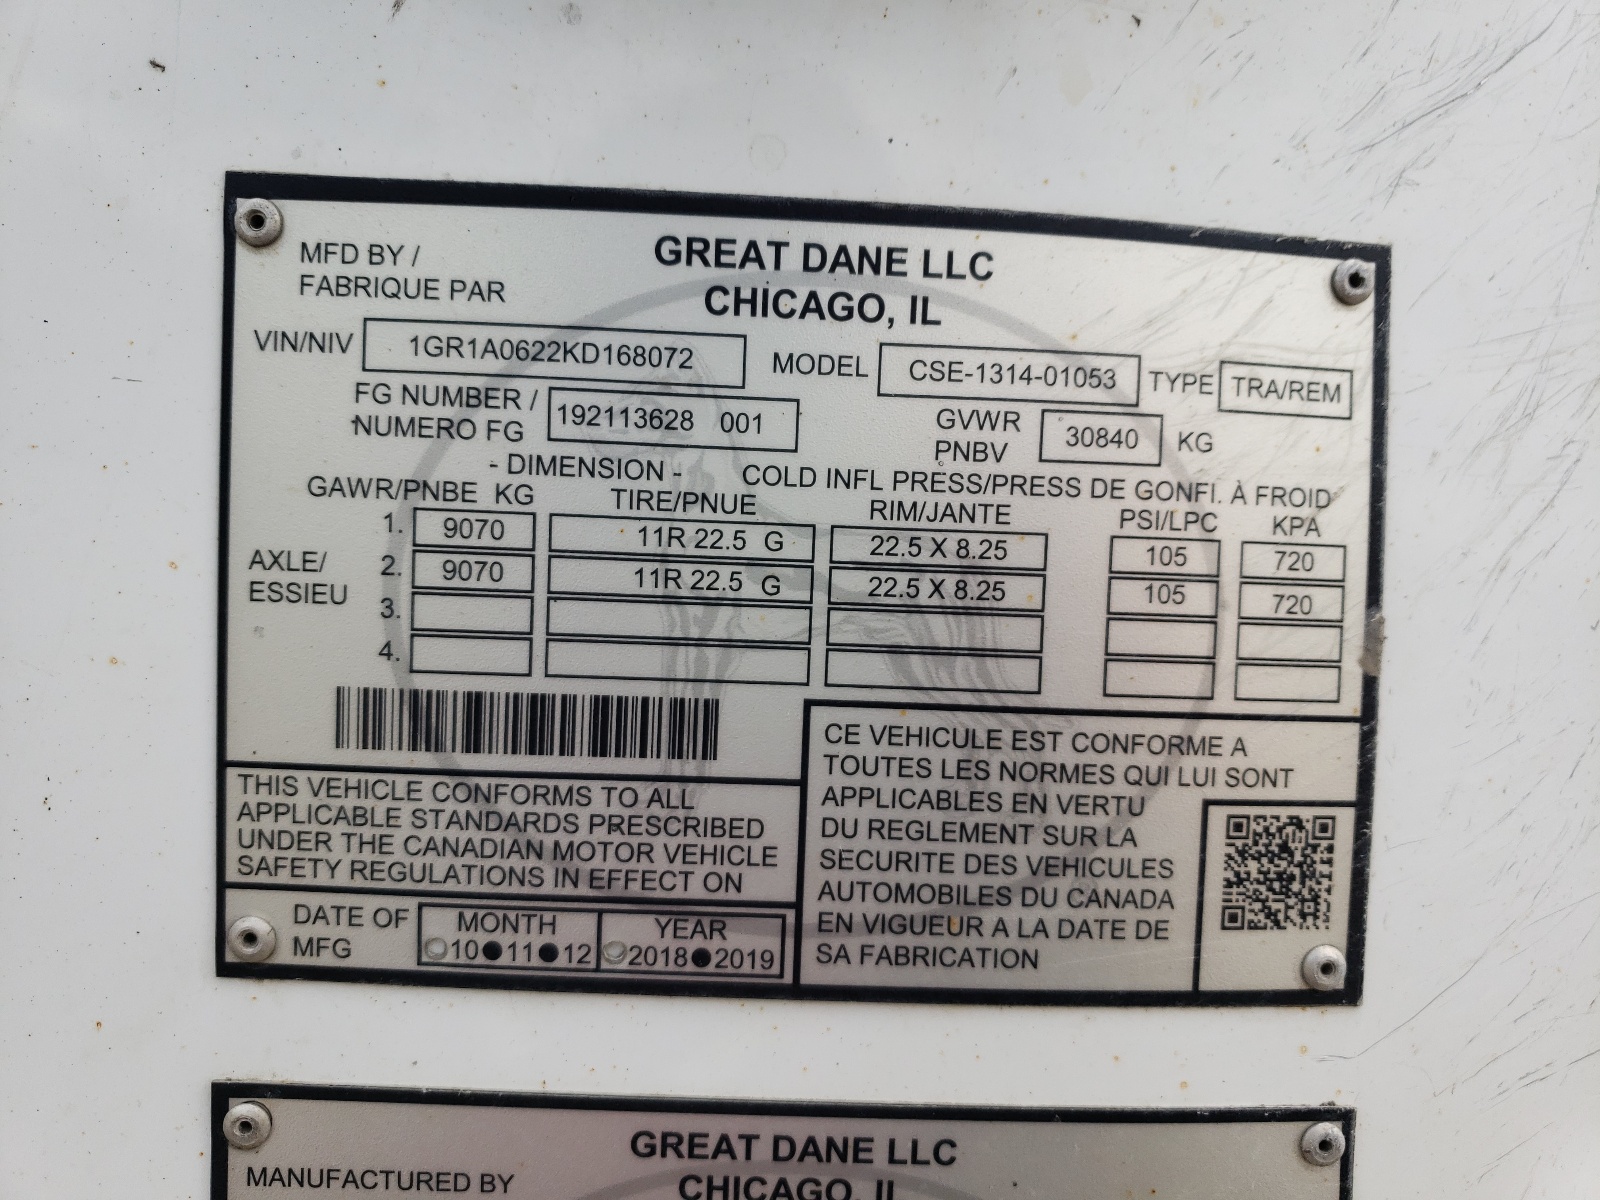 MFD BY /
FABRIQUE PAR
GREAT DANE LLC
CHICAGO, IL
VIN/NIV 1GR1A0622KD168072 MODEL CSE-1314-01053 TYPE TRA/REM
FG NUMBER /
NUMERO FG
192113628 001
GVWR
PNBV
30840 KG
- DIMENSION - COLD INFL PRESS/PRESS DE GONFI. À FROID
GAWR/PNBE KG TIRE/PNUE RIM/JANTE PSI/LPC KPA
AXLE/
ESSIEU
1. 9070 11R 22.5 G 22.5 X 8.25 105 720
2. 9070 11R 22.5 G 22.5 X 8.25 105 720
3.
4.
THIS VEHICLE CONFORMS TO ALL
APPLICABLE STANDARDS PRESCRIBED
UNDER THE CANADIAN MOTOR VEHICLE
SAFETY REGULATIONS IN EFFECT ON
DATE OF
MFG
MONTH
10 11 12
YEAR
2018 2019
CE VEHICULE EST CONFORME A
TOUTES LES NORMES QUI LUI SONT
APPLICABLES EN VERTU
DU REGLEMENT SUR LA
SECURITE DES VEHICULES
AUTOMOBILES DU CANADA
EN VIGUEUR A LA DATE DE
SA FABRICATION
GREAT DANE LLC
MANUFACTURED BY
CHICAGO, IL